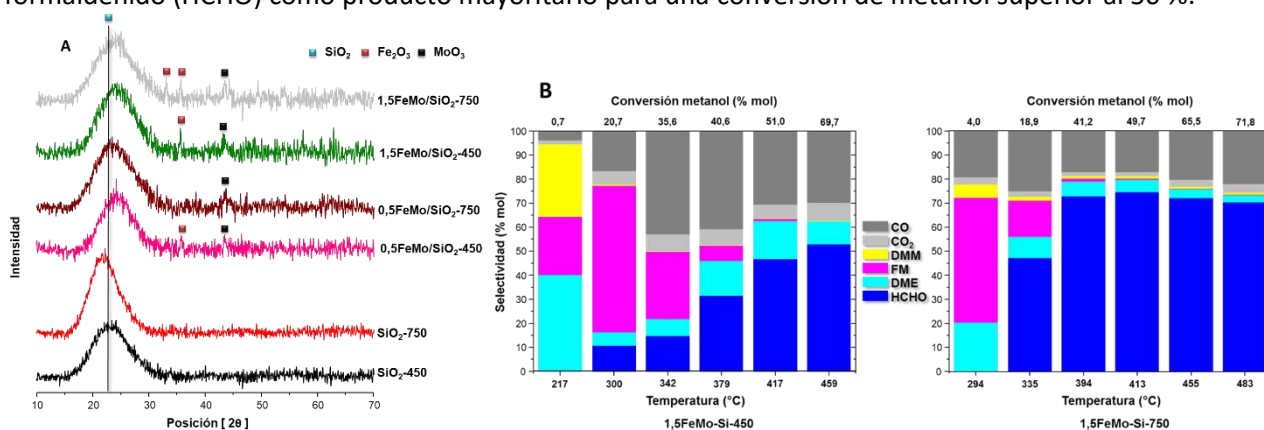 formaldehído (HCHO) como producto mayoritario para una conversión de metanol superior al 50 %.
A
SiO₂ Fe₂O₃ MoO₃
1,5FeMo/SiO₂-750
1,5FeMo/SiO₂-450
0,5FeMo/SiO₂-750
0,5FeMo/SiO₂-450
SiO₂-750
SiO₂-450
Intensidad
10 20 30 40 50 60 70
Posición [ 2θ ]
B
Conversión metanol (% mol)
0,7 20,7 35,6 40,6 51,0 69,7
Selectividad (% mol)
100
90
80
70
60
50
40
30
20
10
0
217 300 342 379 417 459
Temperatura (°C)
1,5FeMo-Si-450
CO
CO₂
DMM
FM
DME
HCHO
Conversión metanol (% mol)
4,0 18,9 41,2 49,7 65,5 71,8
100
90
80
70
60
50
40
30
20
10
0
294 335 394 413 455 483
Temperatura (°C)
1,5FeMo-Si-750